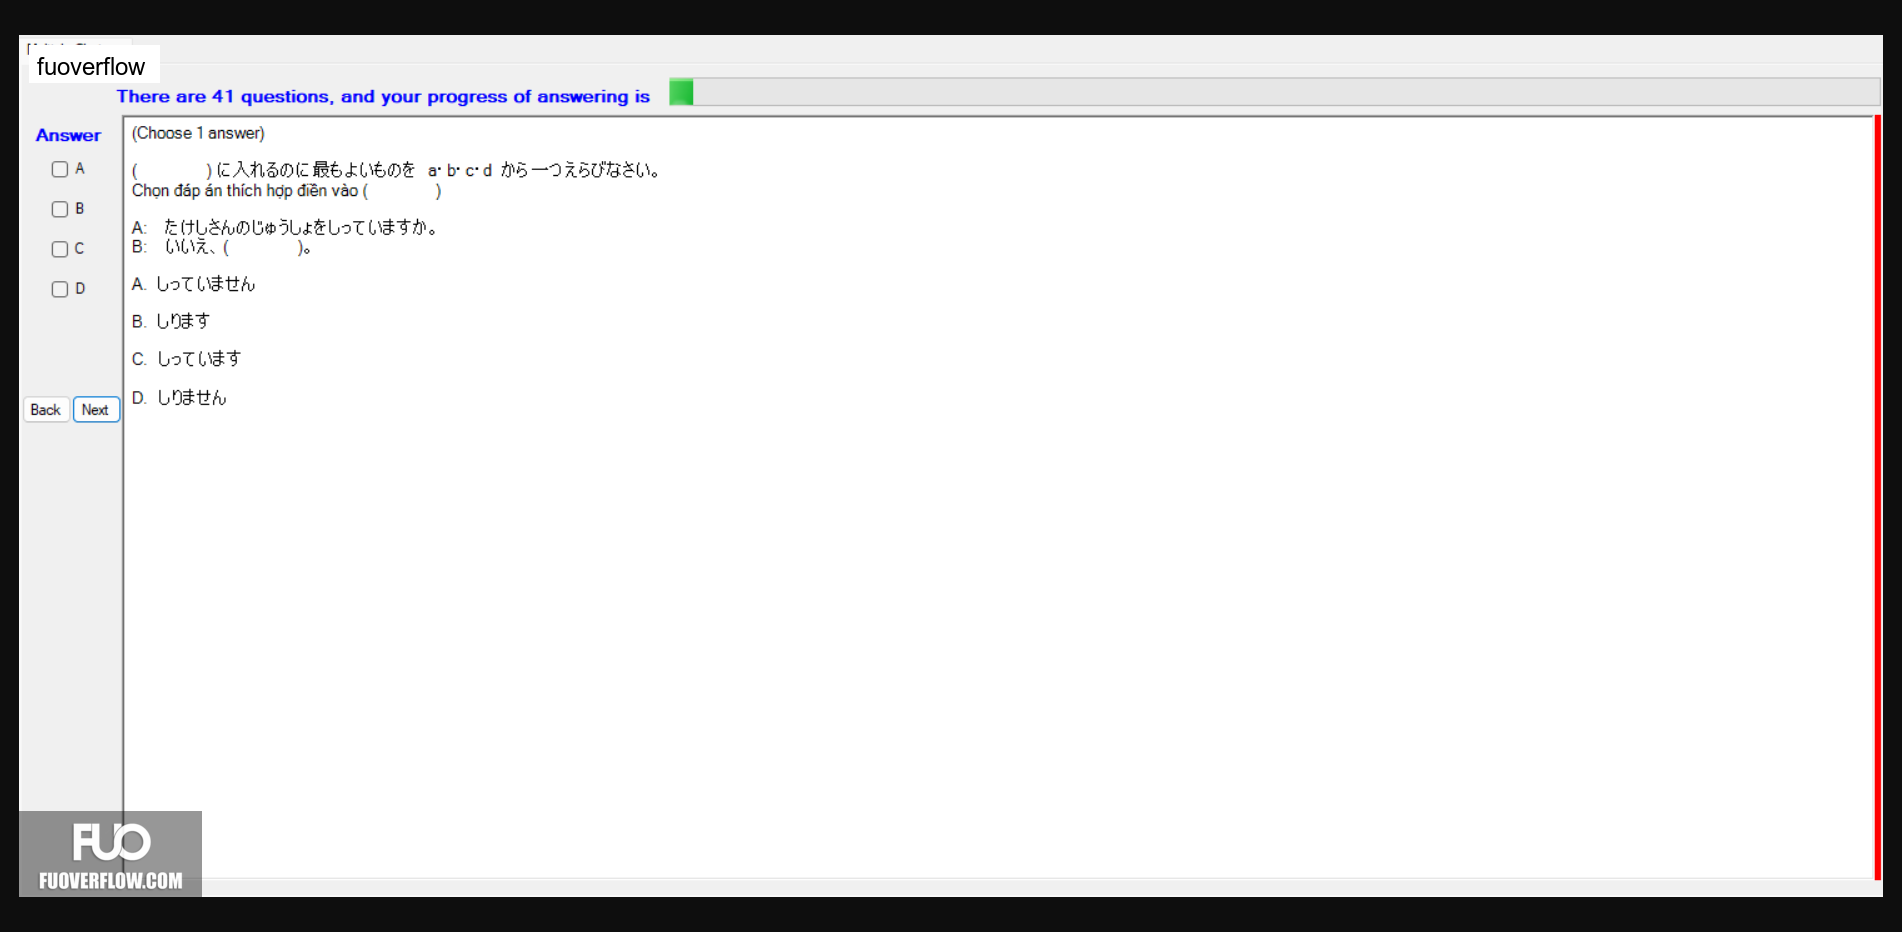 fuoverflow
There are 41 questions, and your progress of answering is
Answer
A
B
C
D
Back Next
(Choose 1 answer)
( ) に入れるのに最もよいものを a・b・c・d から一つえらびなさい。
Chọn đáp án thích hợp điền vào ( )
A: たけしさんのじゅうしょをしっていますか。
B: いいえ、( )。
A. しっていません
B. しります
C. しっています
D. しりません
FUO
FUOVERFLOW.COM